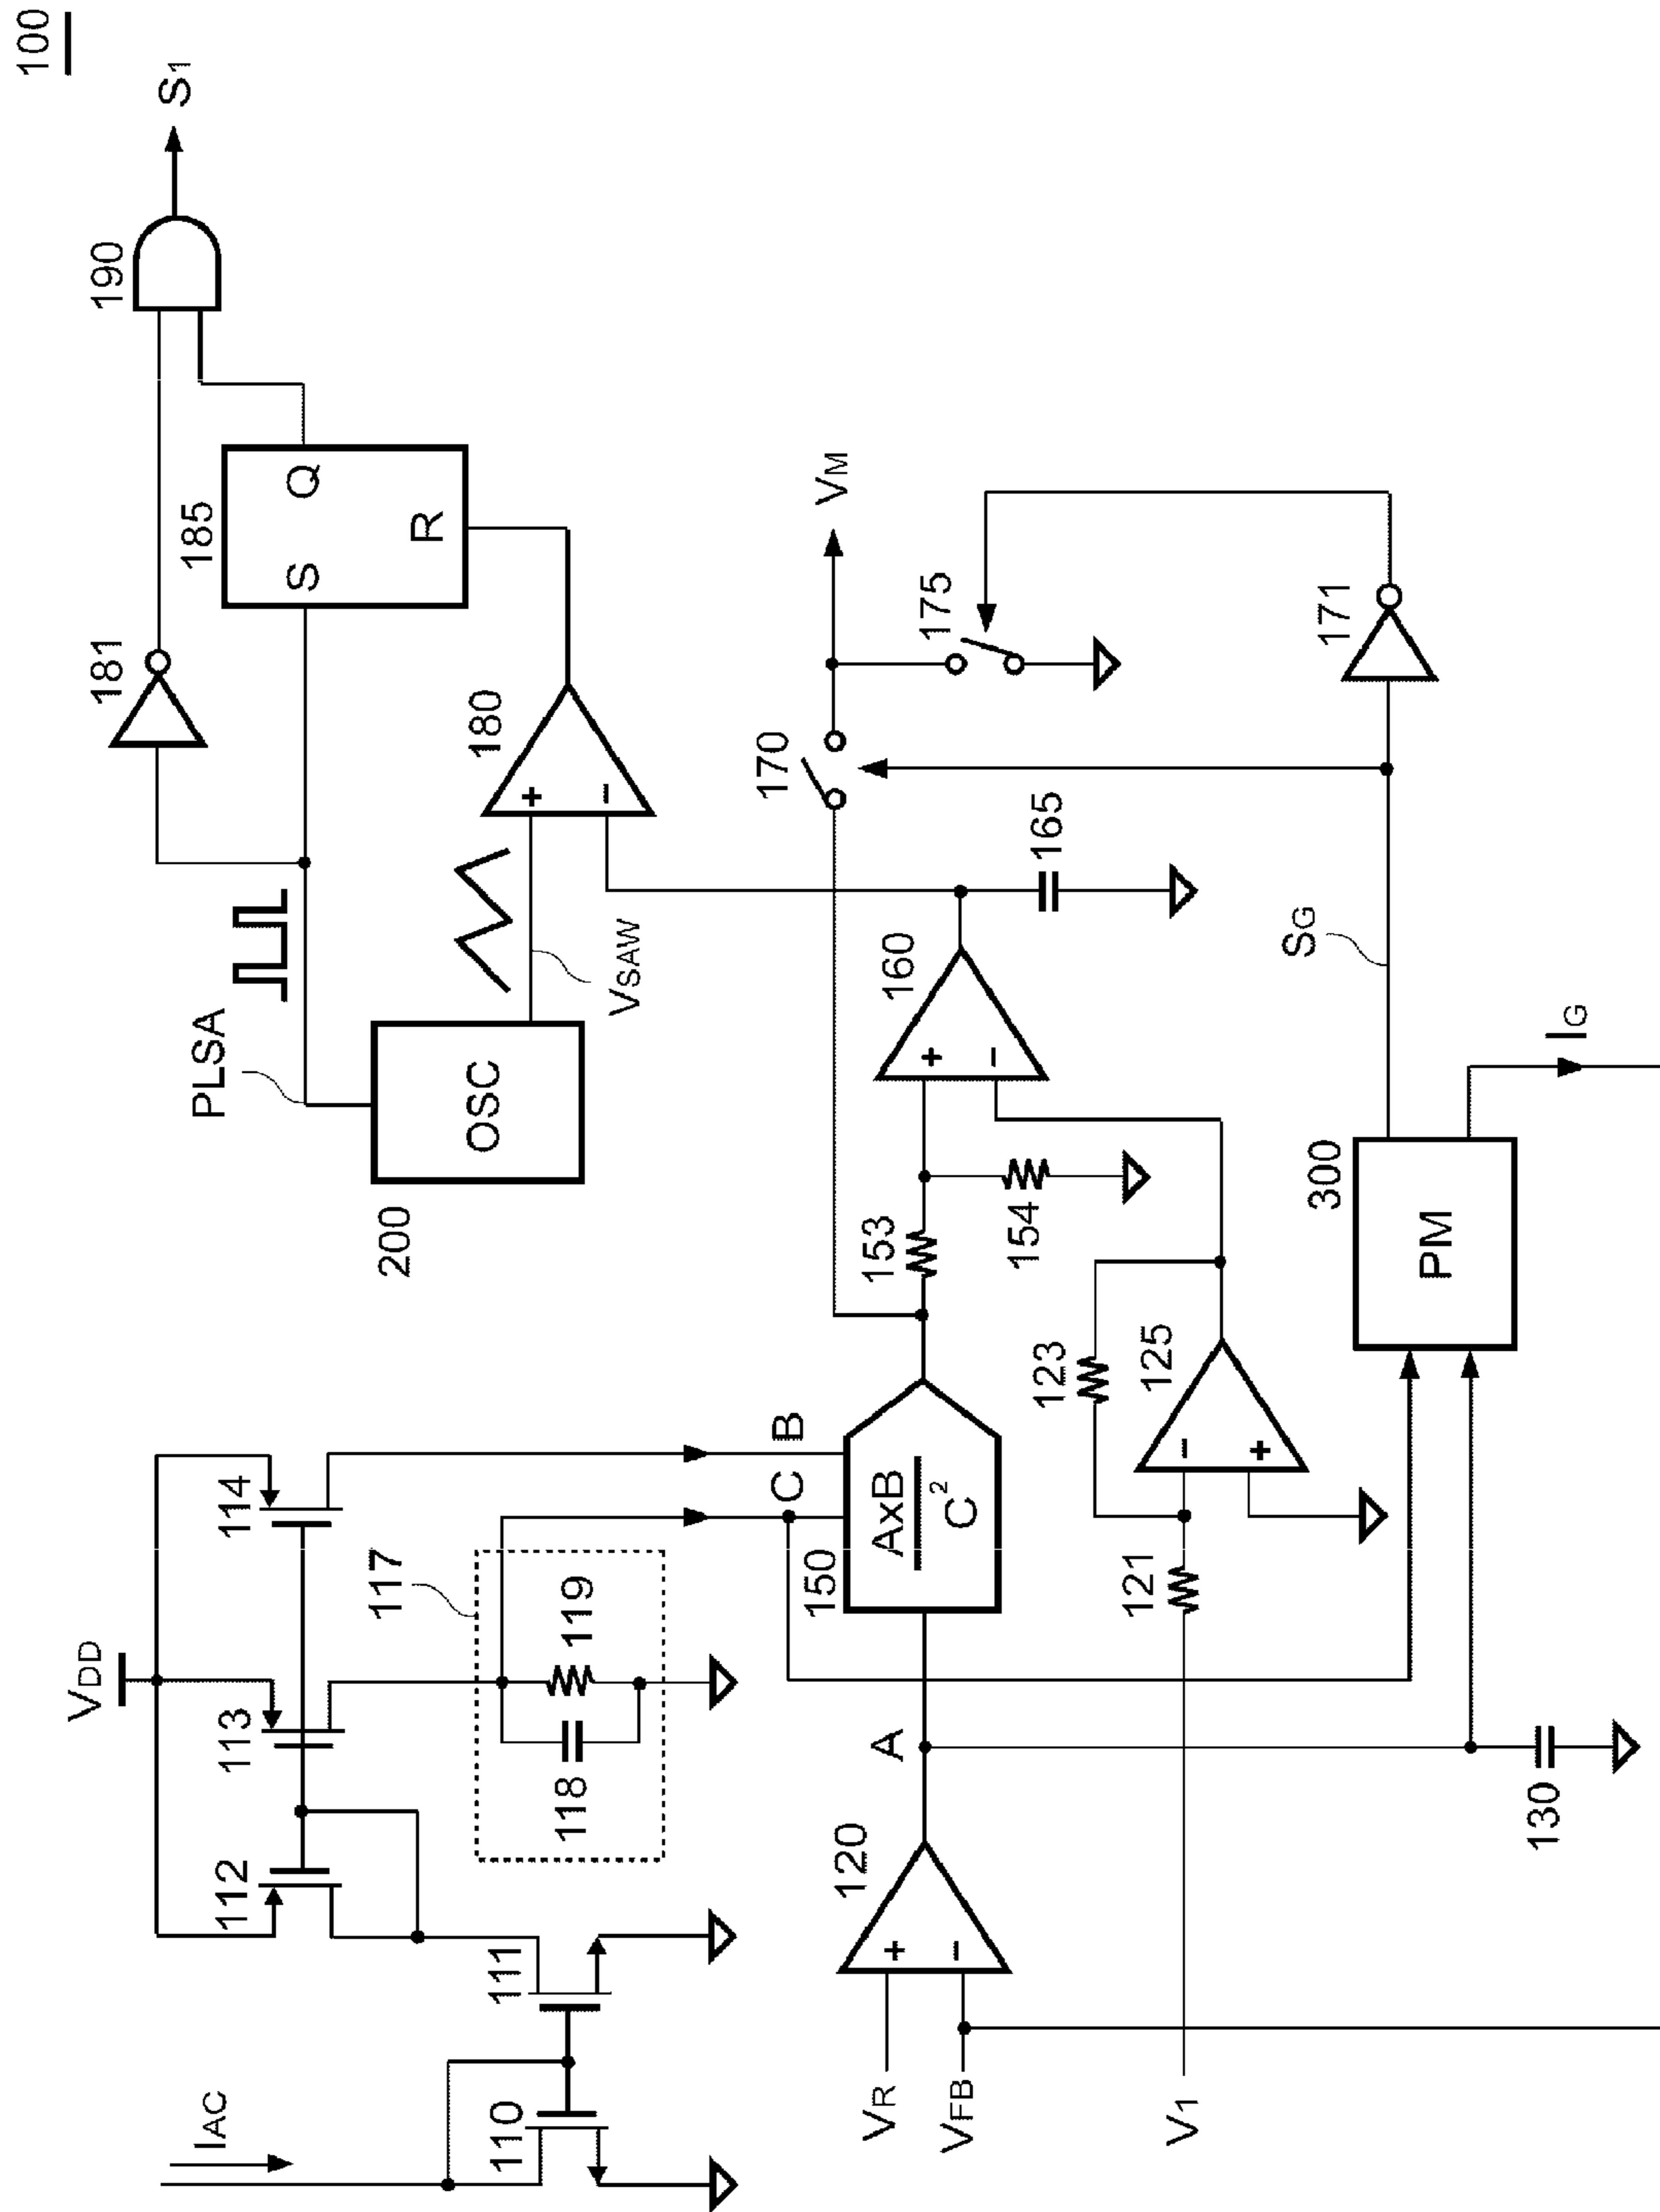 100
S1
190
181
185
S
Q
R
PLSA
OSC
200
VSAW
+
−
180
VDD
112
113
114
117
118
119
IAC
110
111
B
C
A
150
AxB
C²
VR
VFB
V1
+
−
120
130
121
123
−
+
125
153
154
+
−
160
165
170
VM
175
171
SG
300
PM
IG